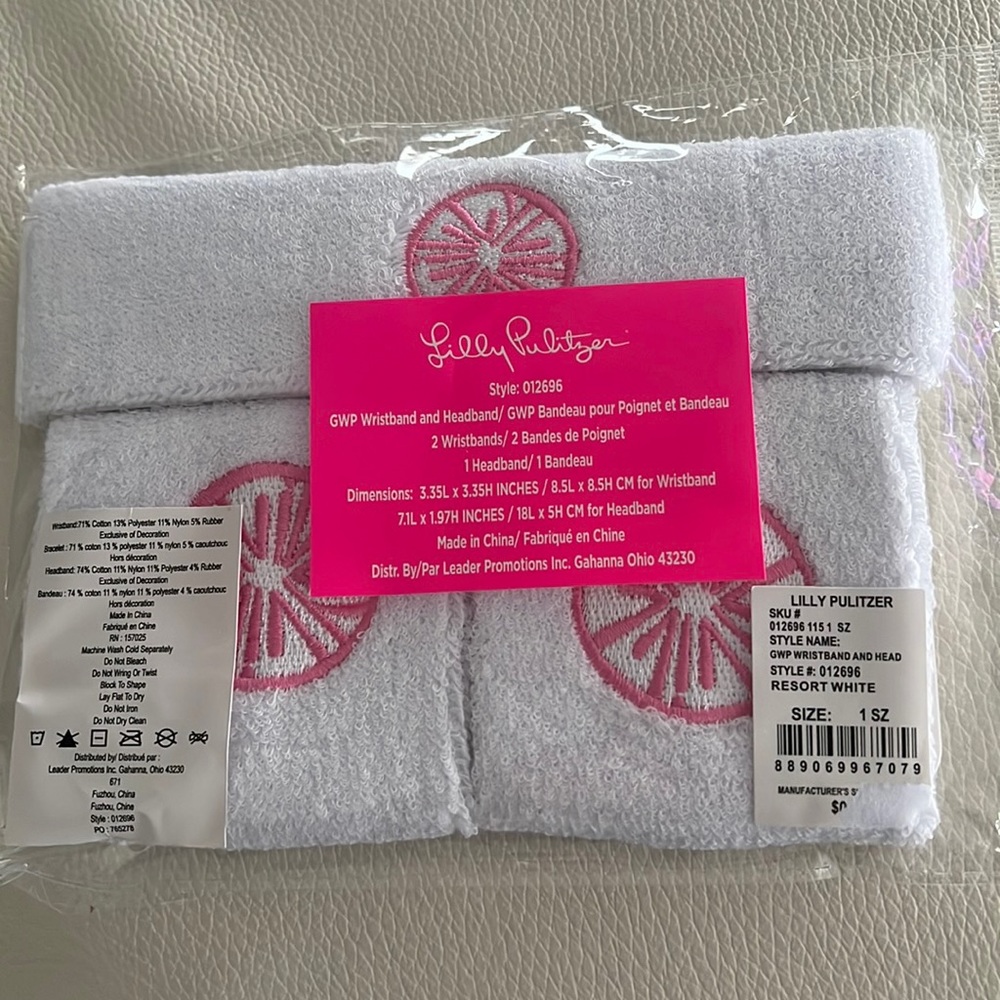 Lilly Pulitzer
Style: 012696
GWP Wristband and Headband/ GWP Bandeau pour Poignet et Bandeau
2 Wristbands/ 2 Bandes de Poignet
1 Headband/ 1 Bandeau
Dimensions: 3.35L x 3.35H INCHES / 8.5L x 8.5H CM for Wristband
7.1L x 1.97H INCHES / 18L x 5H CM for Headband
Made in China/ Fabriqué en Chine
Distr. By/Par Leader Promotions Inc. Gahanna Ohio 43230
Wristband:71% Cotton 13% Polyester 11% Nylon 5% Rubber
Exclusive of Decoration
Bracelet : 71 % coton 13 % polyester 11 % nylon 5 % caoutchouc
Hors décoration
Headband: 74% Cotton 11% Nylon 11% Polyester 4% Rubber
Exclusive of Decoration
Bandeau : 74 % coton 11 % nylon 11 % polyester 4 % caoutchouc
Hors décoration
Made In China
Fabriqué en Chine
RN : 157025
Machine Wash Cold Separately
Do Not Bleach
Do Not Wring Or Twist
Block To Shape
Lay Flat To Dry
Do Not Iron
Do Not Dry Clean
Distributed by/ Distribué par :
Leader Promotions Inc. Gahanna, Ohio 43230
671
Fuzhou, China
Fuzhou, Chine
Style : 012696
PO : 765276
LILLY PULITZER
SKU #
012696 115 1 SZ
STYLE NAME:
GWP WRISTBAND AND HEAD
STYLE #: 012696
RESORT WHITE
SIZE: 1 SZ
889069967079
MANUFACTURER'S
$0